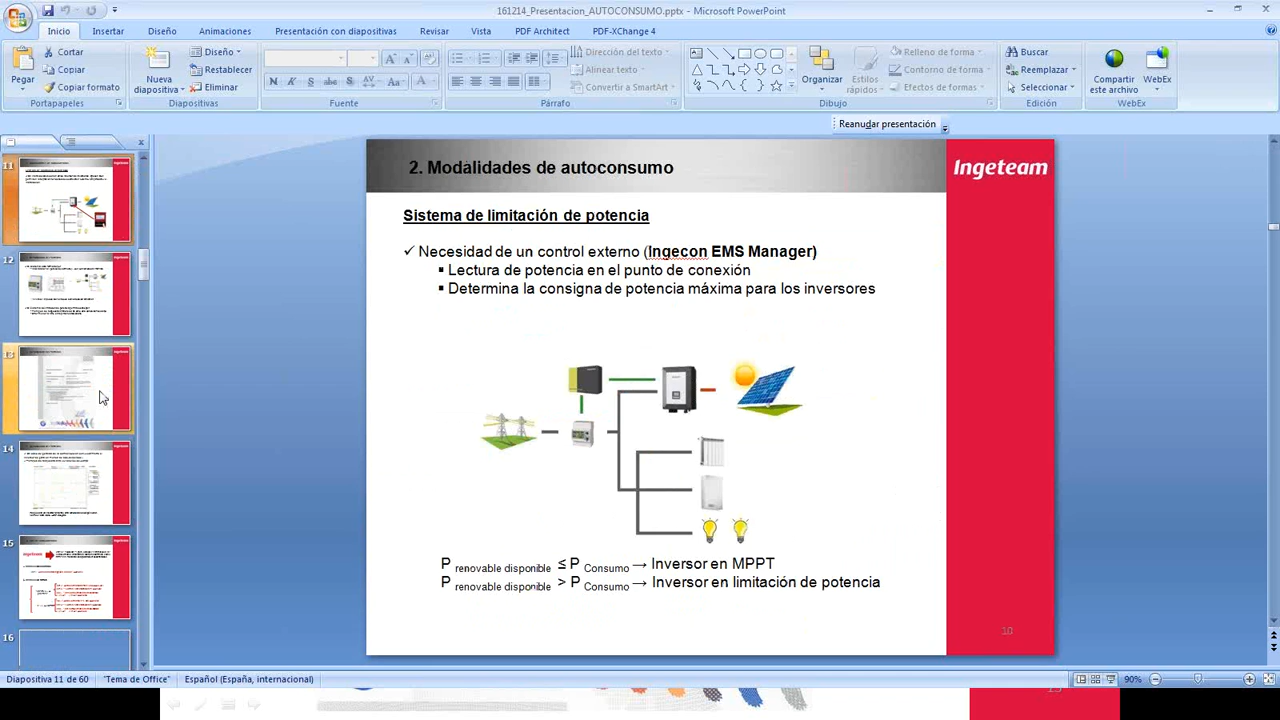 161214_Presentacion_AUTOCONSUMO.pptx - Microsoft PowerPoint
Inicio Insertar Diseño Animaciones Presentación con diapositivas Revisar Vista PDF Architect PDF-XChange 4
Pegar
Cortar
Copiar
Copiar formato
Portapapeles
Nueva diapositiva
Diseño
Restablecer
Eliminar
Diapositivas
N K S abc S AV Aa A
Fuente
Dirección del texto
Alinear texto
Convertir a SmartArt
Párrafo
Organizar
Estilos rápidos
Relleno de forma
Contorno de forma
Efectos de formas
Dibujo
Buscar
Reemplazar
Seleccionar
Edición
Compartir este archivo
WebEx
WebEx
Reanudar presentación
11
12
13
14
15
16
2. Modalidades de autoconsumo
Ingeteam
Sistema de limitación de potencia
✓ Necesidad de un control externo (Ingecon EMS Manager)
▪ Lectura de potencia en el punto de conexión
▪ Determina la consigna de potencia máxima para los inversores
P renovable disponible ≤ P Consumo → Inversor en MPPT
P renovable disponible > P Consumo → Inversor en limitación de potencia
10
Diapositiva 11 de 60 "Tema de Office" Español (España, internacional) 90%